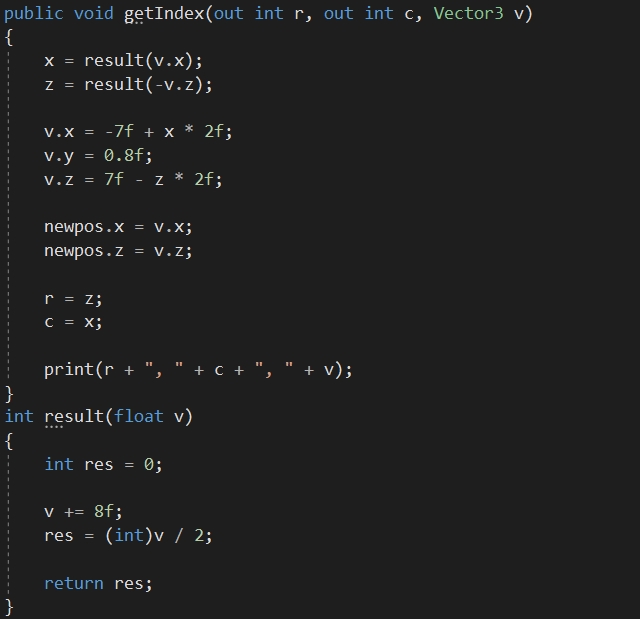 public void getIndex(out int r, out int c, Vector3 v)
{
x = result(v.x);
z = result(-v.z);
v.x = -7f + x * 2f;
v.y = 0.8f;
v.z = 7f - z * 2f;
newpos.x = v.x;
newpos.z = v.z;
r = z;
c = x;
print(r + ", " + c + ", " + v);
}
int result(float v)
{
int res = 0;
v += 8f;
res = (int)v / 2;
return res;
}